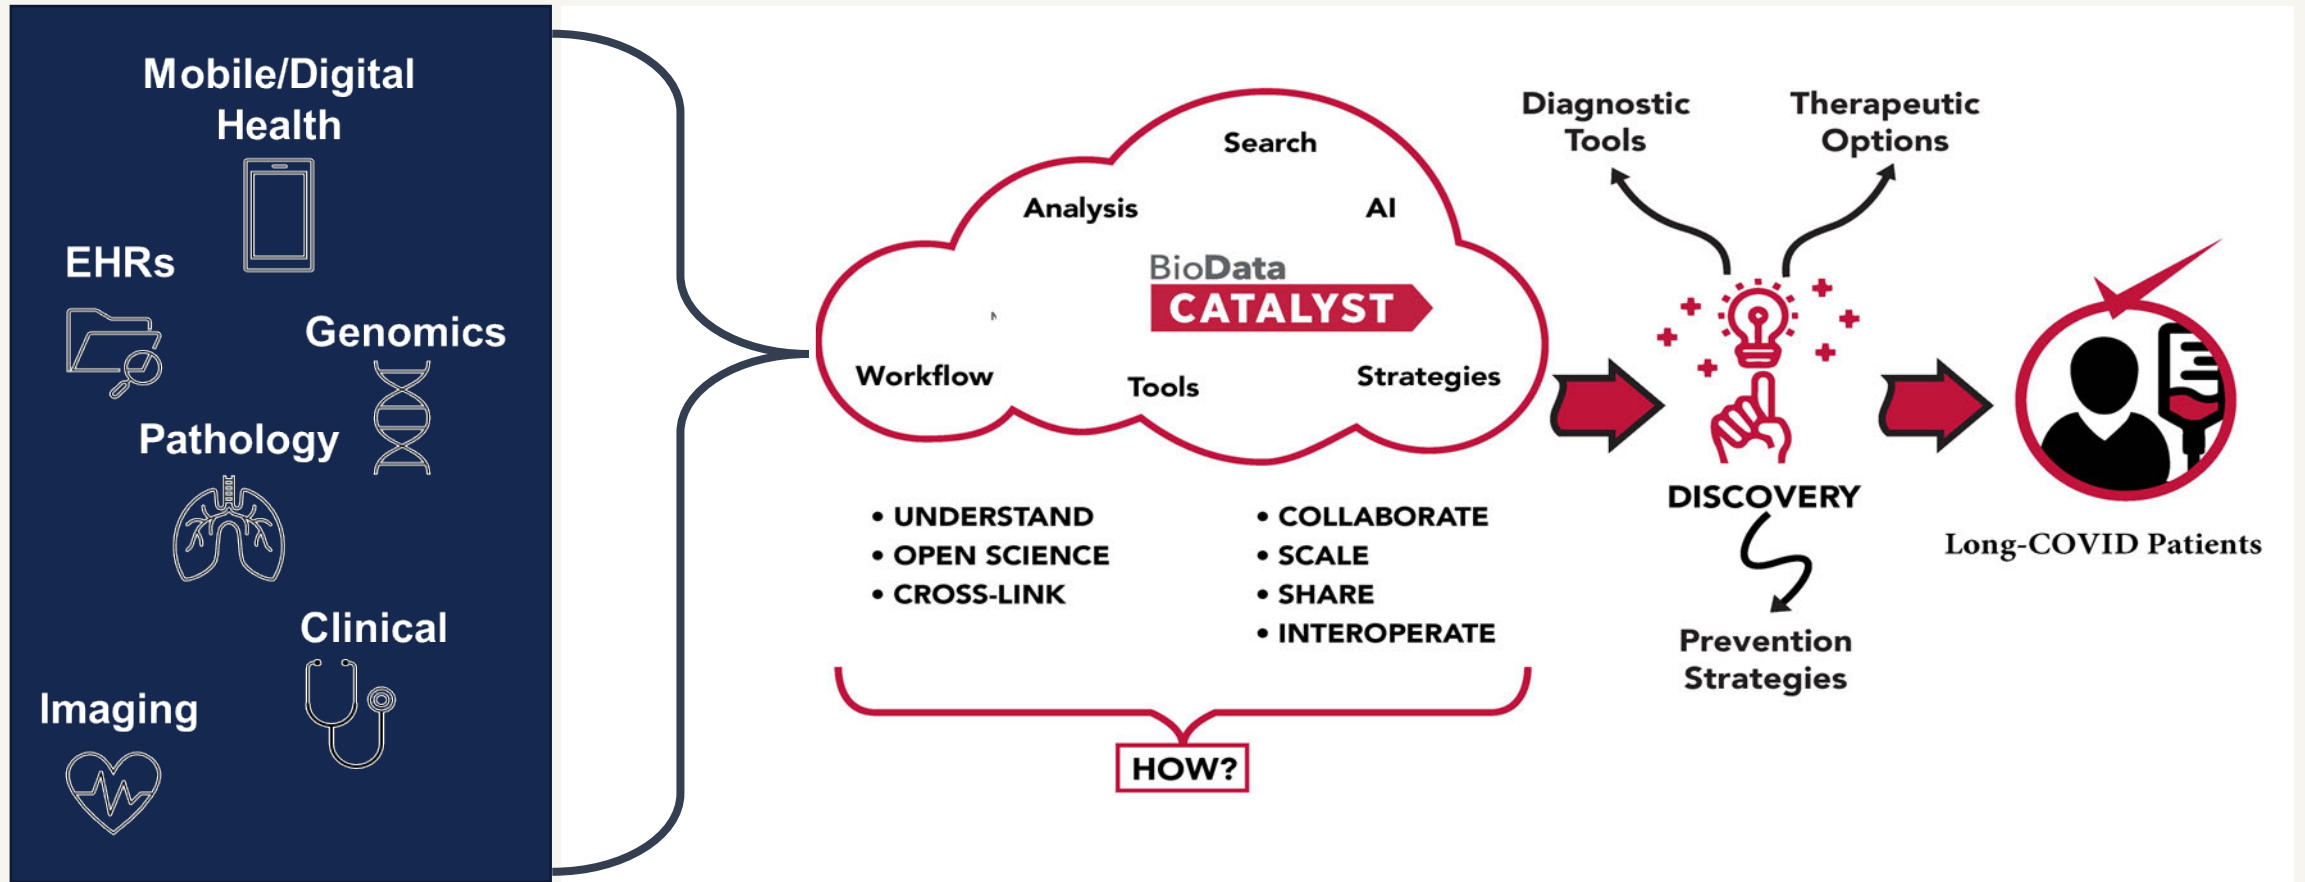 Mobile/Digital
Health
EHRs
Genomics
Pathology
Clinical
Imaging
Search
Analysis
AI
BioData
CATALYST
Workflow
Tools
Strategies
• UNDERSTAND
• OPEN SCIENCE
• CROSS-LINK
• COLLABORATE
• SCALE
• SHARE
• INTEROPERATE
HOW?
Diagnostic
Tools
Therapeutic
Options
DISCOVERY
Prevention
Strategies
Long-COVID Patients